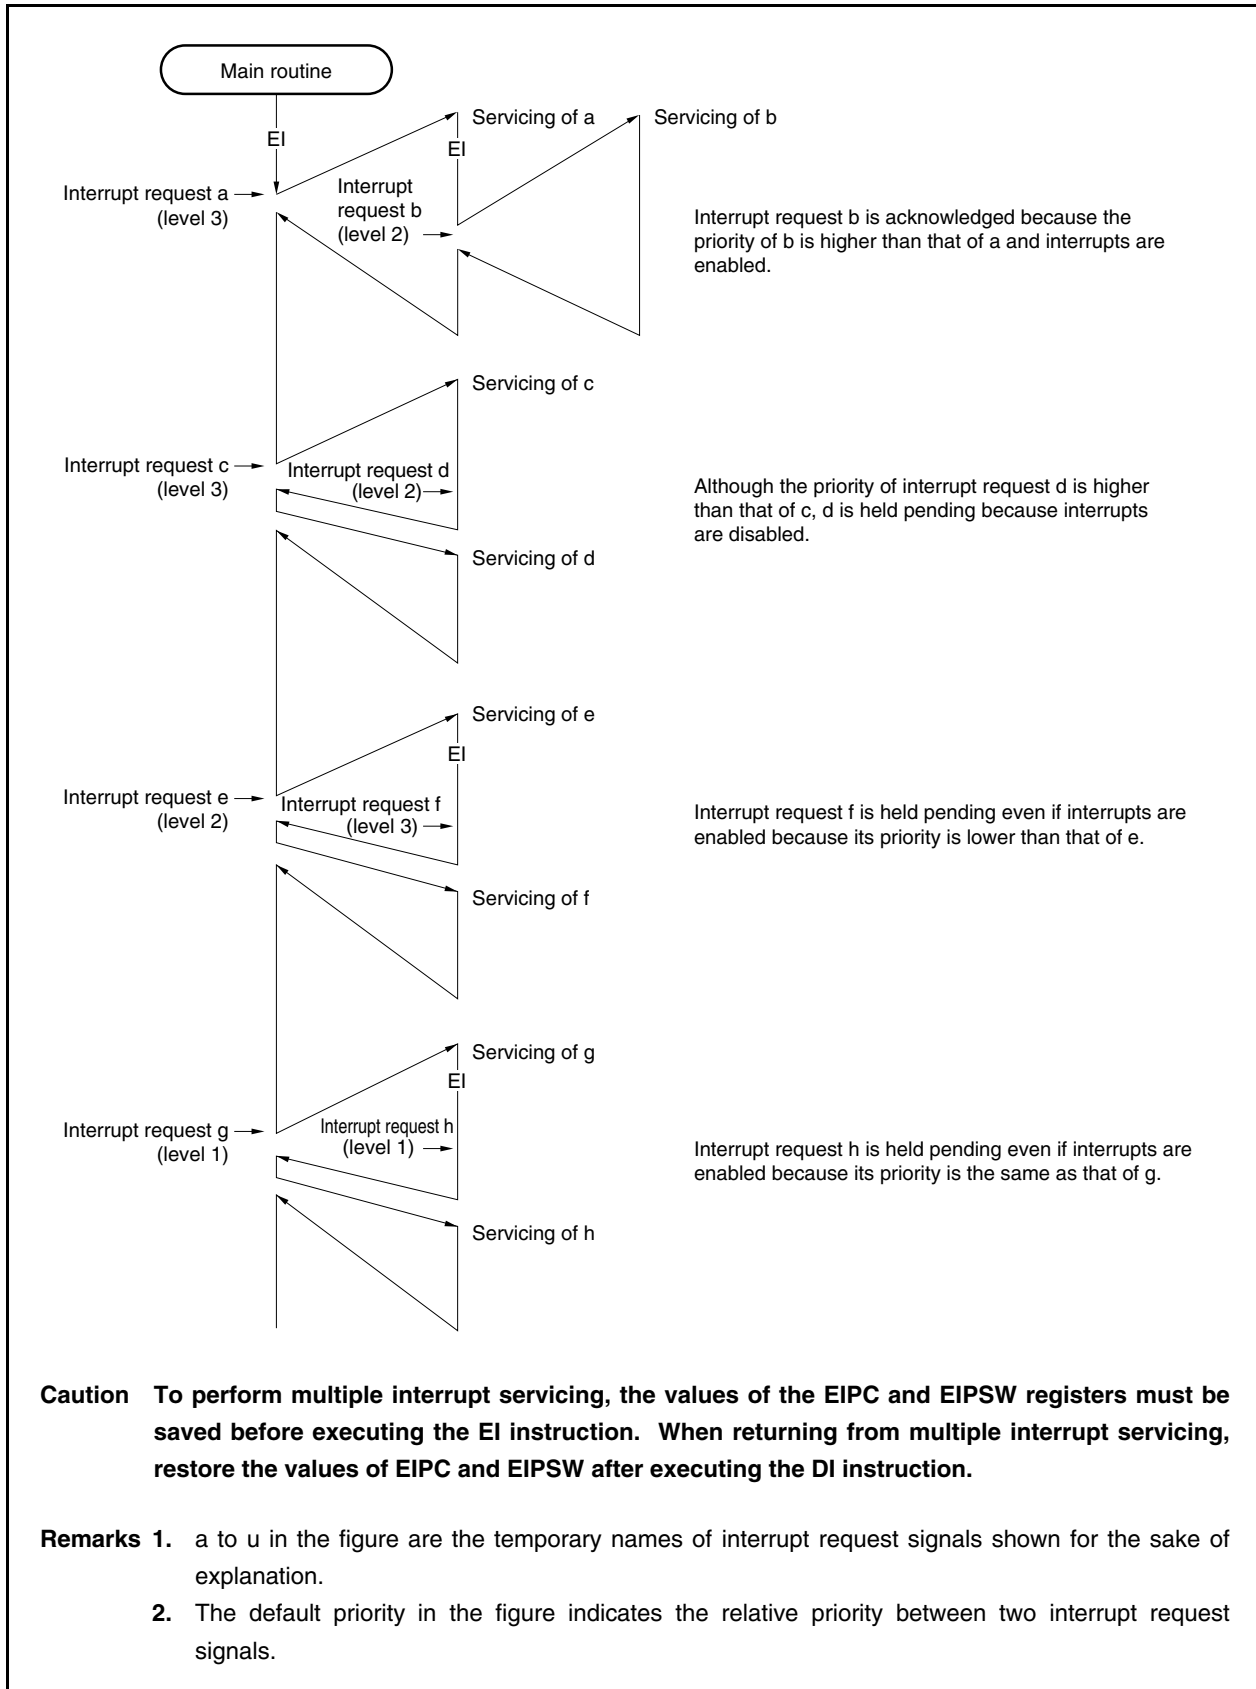 Main routine
EI
Servicing of a
EI
Servicing of b
Interrupt request a
(level 3)
Interrupt
request b
(level 2)
Interrupt request b is acknowledged because the
priority of b is higher than that of a and interrupts are
enabled.
Servicing of c
Interrupt request c
(level 3)
Interrupt request d
(level 2)
Although the priority of interrupt request d is higher
than that of c, d is held pending because interrupts
are disabled.
Servicing of d
Servicing of e
EI
Interrupt request e
(level 2)
Interrupt request f
(level 3)
Interrupt request f is held pending even if interrupts are
enabled because its priority is lower than that of e.
Servicing of f
Servicing of g
EI
Interrupt request g
(level 1)
Interrupt request h
(level 1)
Interrupt request h is held pending even if interrupts are
enabled because its priority is the same as that of g.
Servicing of h
Caution To perform multiple interrupt servicing, the values of the EIPC and EIPSW registers must be
saved before executing the EI instruction. When returning from multiple interrupt servicing,
restore the values of EIPC and EIPSW after executing the DI instruction.
Remarks 1. a to u in the figure are the temporary names of interrupt request signals shown for the sake of
explanation.
2. The default priority in the figure indicates the relative priority between two interrupt request
signals.